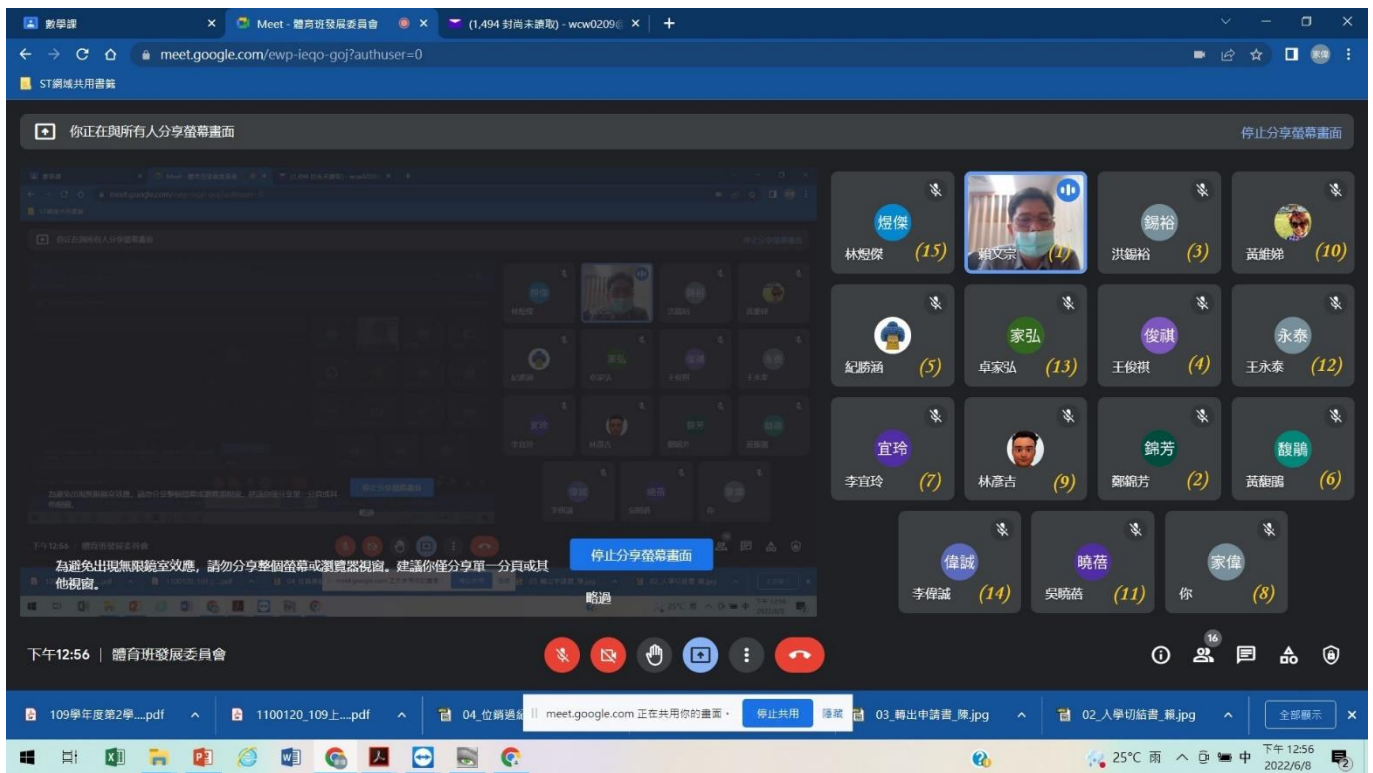 數學課
Meet - 體育班發展委員會
(1,494 封尚未讀取) - wcw0209@
meet.google.com/ewp-ieqo-goj?authuser=0
家偉
ST網域共用書籤
你正在與所有人分享螢幕畫面
停止分享螢幕畫面
煜傑
林煜傑 (15)
賴文宗 (1)
錫裕
洪錫裕 (3)
黃維娣 (10)
紀勝涵 (5)
家弘
卓家弘 (13)
俊祺
王俊祺 (4)
永泰
王永泰 (12)
宜玲
李宜玲 (7)
林彥吉 (9)
錦芳
鄭錦芳 (2)
馥鵑
黃馥鵑 (6)
偉誠
李偉誠 (14)
曉蓓
吳曉蓓 (11)
家偉
你 (8)
為避免出現無限鏡室效應，請勿分享整個螢幕或瀏覽器視窗。建議你僅分享單一分頁或其
他視窗。
停止分享螢幕畫面
略過
下午12:56 | 體育班發展委員會
16
109學年度第2學....pdf
1100120_109上....pdf
04_位銷過
meet.google.com 正在共用你的畫面。
停止共用
隱藏
03_轉出申請書_陳.jpg
02_入學切結書_賴.jpg
全部顯示
25°C 雨
中
下午 12:56
2022/6/8
2